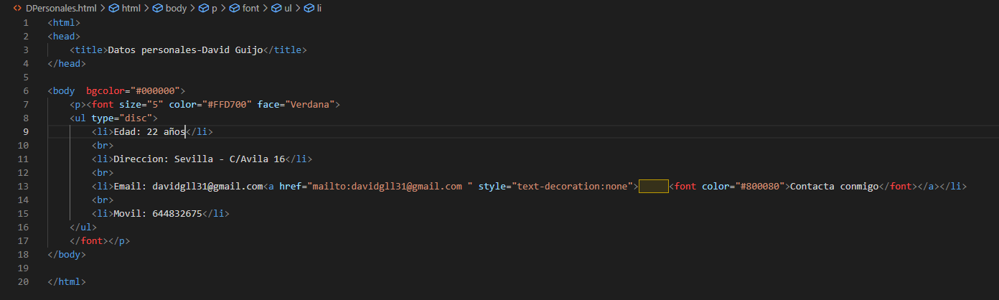 <> DPersonales.html > html > body > p > font > ul > li
1 <html>
2 <head>
3 <title>Datos personales-David Guijo</title>
4 </head>
5
6 <body  bgcolor="#000000">
7 <p><font size="5" color="#FFD700" face="Verdana">
8 <ul type="disc">
9 <li>Edad: 22 años</li>
10 <br>
11 <li>Direccion: Sevilla - C/Avila 16</li>
12 <br>
13 <li>Email: davidgll31@gmail.com<a href="mailto:davidgll31@gmail.com " style="text-decoration:none"> <font color="#800080">Contacta conmigo</font></a></li>
14 <br>
15 <li>Movil: 644832675</li>
16 </ul>
17 </font></p>
18 </body>
19
20 </html>